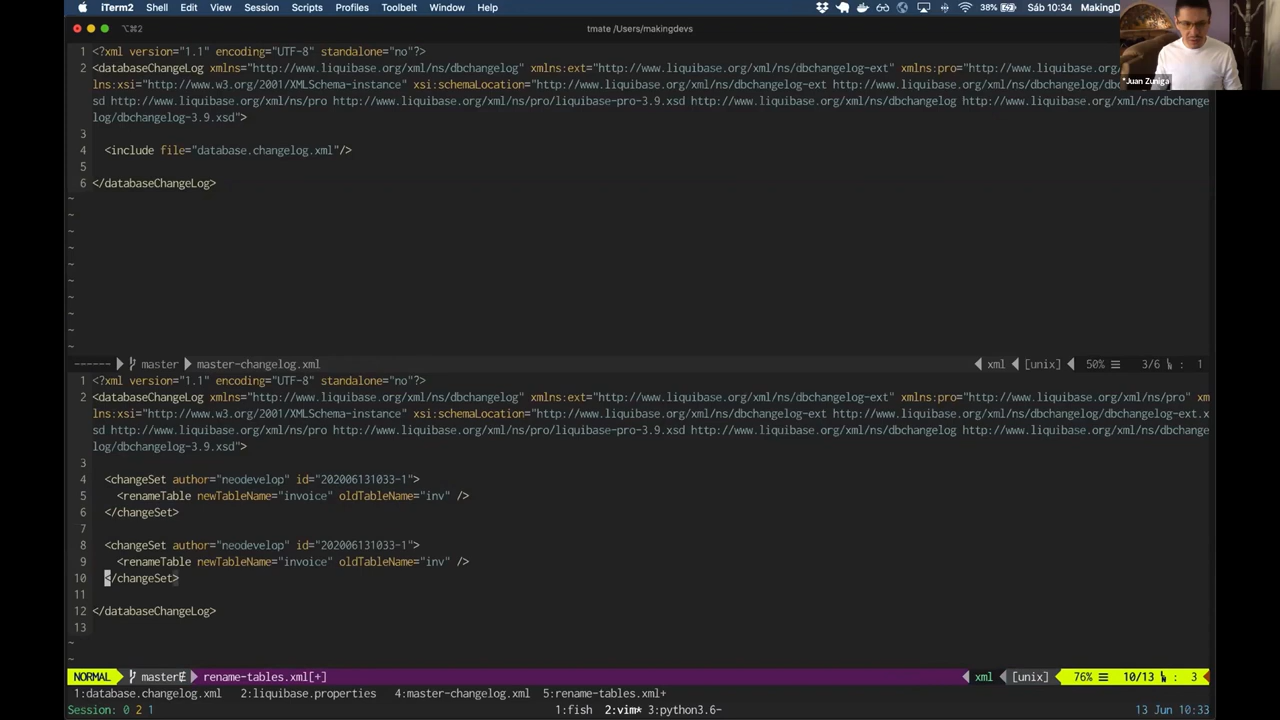 iTerm2 Shell Edit View Session Scripts Profiles Toolbelt Window Help 38% Sáb 10:34 MakingD
⌥⌘2 tmate /Users/makingdevs
*Juan Zuniga
1 <?xml version="1.1" encoding="UTF-8" standalone="no"?>
2 <databaseChangeLog xmlns="http://www.liquibase.org/xml/ns/dbchangelog" xmlns:ext="http://www.liquibase.org/xml/ns/dbchangelog-ext" xmlns:pro="http://www.liquibase.org/xml
lns:xsi="http://www.w3.org/2001/XMLSchema-instance" xsi:schemaLocation="http://www.liquibase.org/xml/ns/dbchangelog-ext http://www.liquibase.org/xml/ns/dbchangelog/dbc
sd http://www.liquibase.org/xml/ns/pro http://www.liquibase.org/xml/ns/pro/liquibase-pro-3.9.xsd http://www.liquibase.org/xml/ns/dbchangelog http://www.liquibase.org/xml/ns/dbchange
log/dbchangelog-3.9.xsd">
3
4 <include file="database.changelog.xml"/>
5
6 </databaseChangeLog>
~
~
~
~
~
~
~
~
~
~
------ master master-changelog.xml xml [unix] 50% ☰ 3/6 : 1
1 <?xml version="1.1" encoding="UTF-8" standalone="no"?>
2 <databaseChangeLog xmlns="http://www.liquibase.org/xml/ns/dbchangelog" xmlns:ext="http://www.liquibase.org/xml/ns/dbchangelog-ext" xmlns:pro="http://www.liquibase.org/xml/ns/pro" xm
lns:xsi="http://www.w3.org/2001/XMLSchema-instance" xsi:schemaLocation="http://www.liquibase.org/xml/ns/dbchangelog-ext http://www.liquibase.org/xml/ns/dbchangelog/dbchangelog-ext.x
sd http://www.liquibase.org/xml/ns/pro http://www.liquibase.org/xml/ns/pro/liquibase-pro-3.9.xsd http://www.liquibase.org/xml/ns/dbchangelog http://www.liquibase.org/xml/ns/dbchange
log/dbchangelog-3.9.xsd">
3
4 <changeSet author="neodevelop" id="202006131033-1">
5 <renameTable newTableName="invoice" oldTableName="inv" />
6 </changeSet>
7
8 <changeSet author="neodevelop" id="202006131033-1">
9 <renameTable newTableName="invoice" oldTableName="inv" />
10 </changeSet>
11
12 </databaseChangeLog>
13
~
~
NORMAL master rename-tables.xml[+] xml [unix] 76% ☰ 10/13 : 3
1:database.changelog.xml 2:liquibase.properties 4:master-changelog.xml 5:rename-tables.xml+
Session: 0 2 1 1:fish 2:vim* 3:python3.6- 13 Jun 10:33